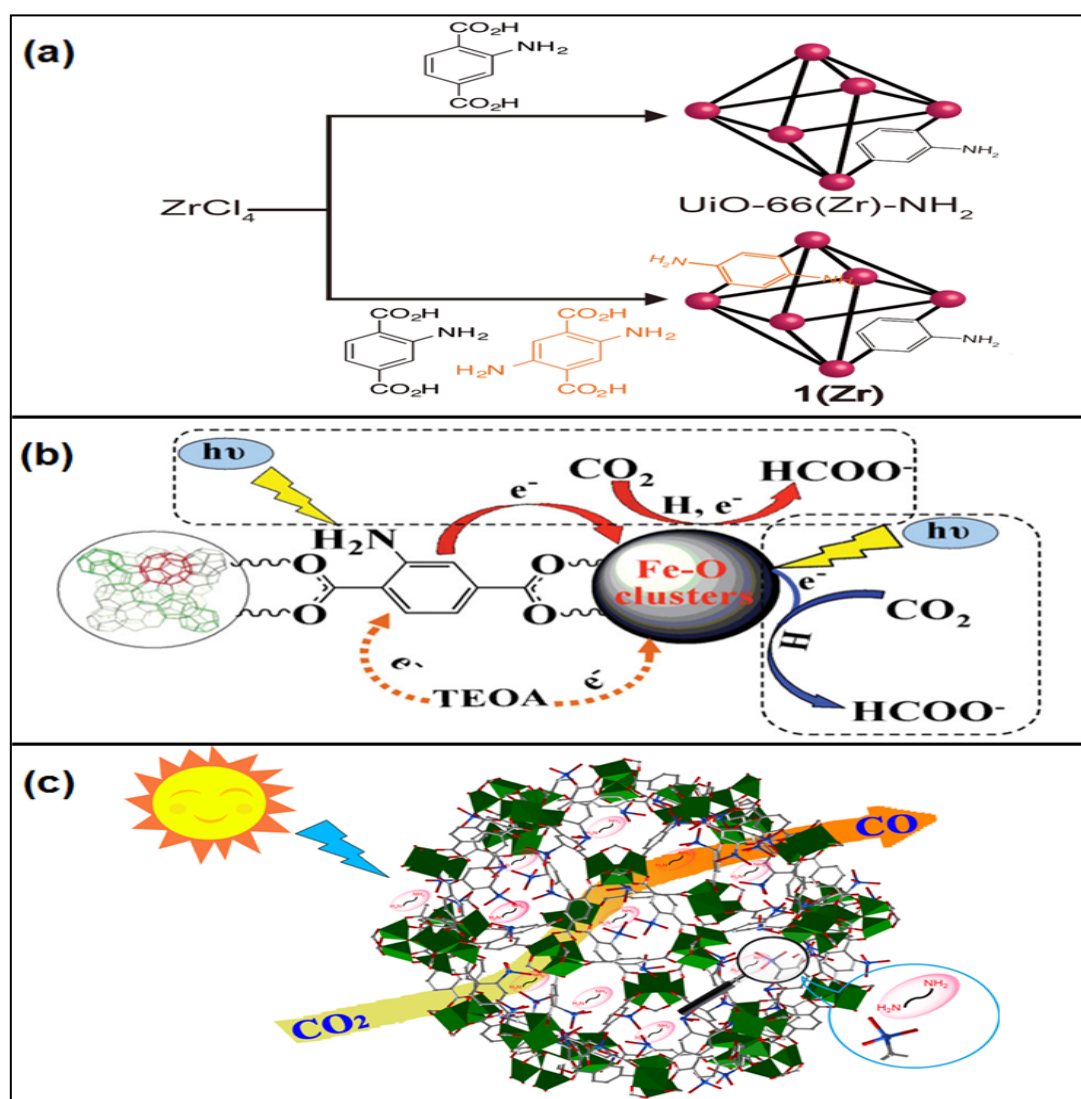 (a)
CO₂H
NH₂
CO₂H
NH₂
UiO-66(Zr)-NH₂
ZrCl₄
H₂N
NH
NH₂
CO₂H
NH₂
CO₂H
CO₂H
NH₂
H₂N
CO₂H
1(Zr)
(b)
hυ
CO₂
HCOO⁻
e⁻
H, e⁻
H₂N
hυ
O
O
O
O
Fe-O
clusters
e⁻
CO₂
H
e⁻
TEOA
e⁻
HCOO⁻
(c)
CO
CO₂
NH₂
H₂N